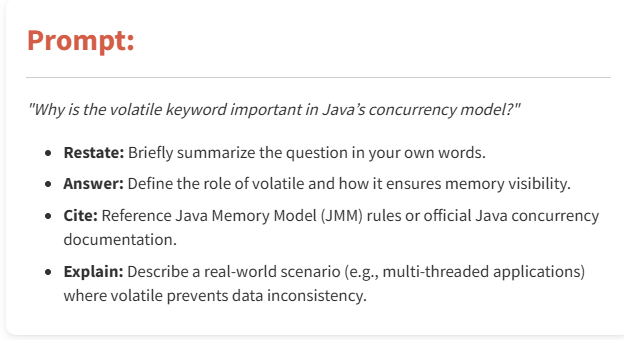 Prompt:
"Why is the volatile keyword important in Java’s concurrency model?"
• Restate: Briefly summarize the question in your own words.
• Answer: Define the role of volatile and how it ensures memory visibility.
• Cite: Reference Java Memory Model (JMM) rules or official Java concurrency
documentation.
• Explain: Describe a real-world scenario (e.g., multi-threaded applications)
where volatile prevents data inconsistency.